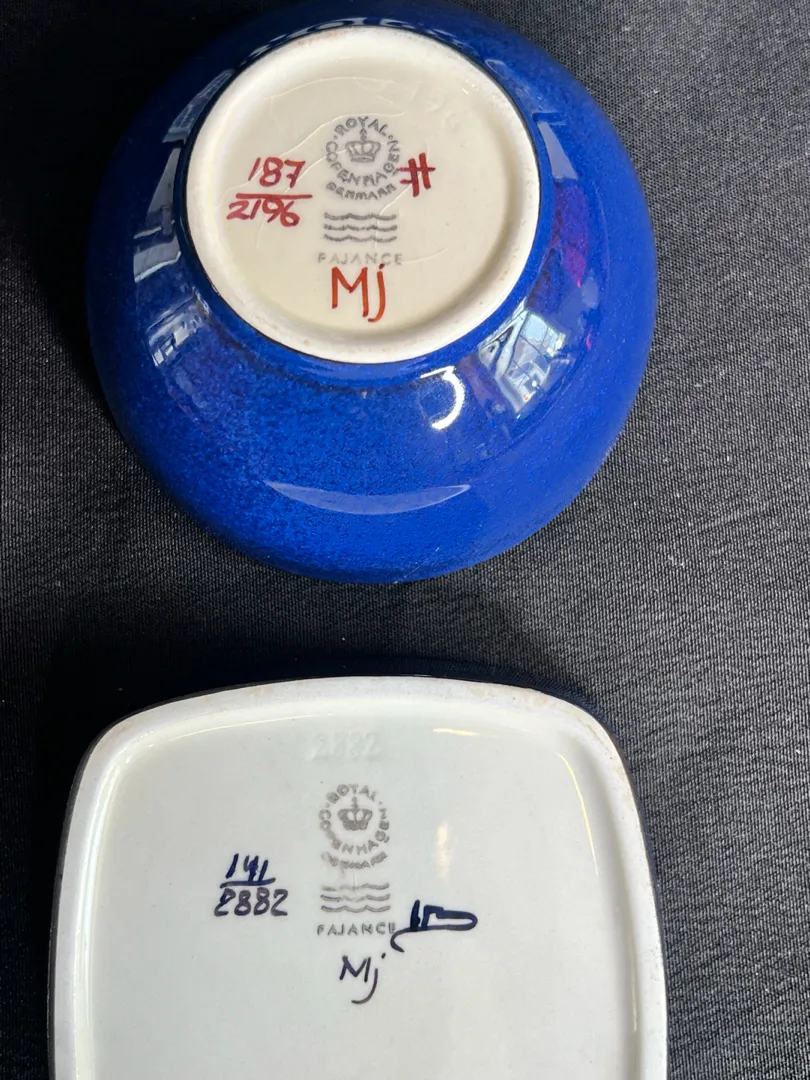 ROYAL COPENHAGEN
DENMARK
187
2196
FAJANCE
Mj
2882
ROYAL COPENHAGEN
DENMARK
141
2882
FAJANCE
Mj